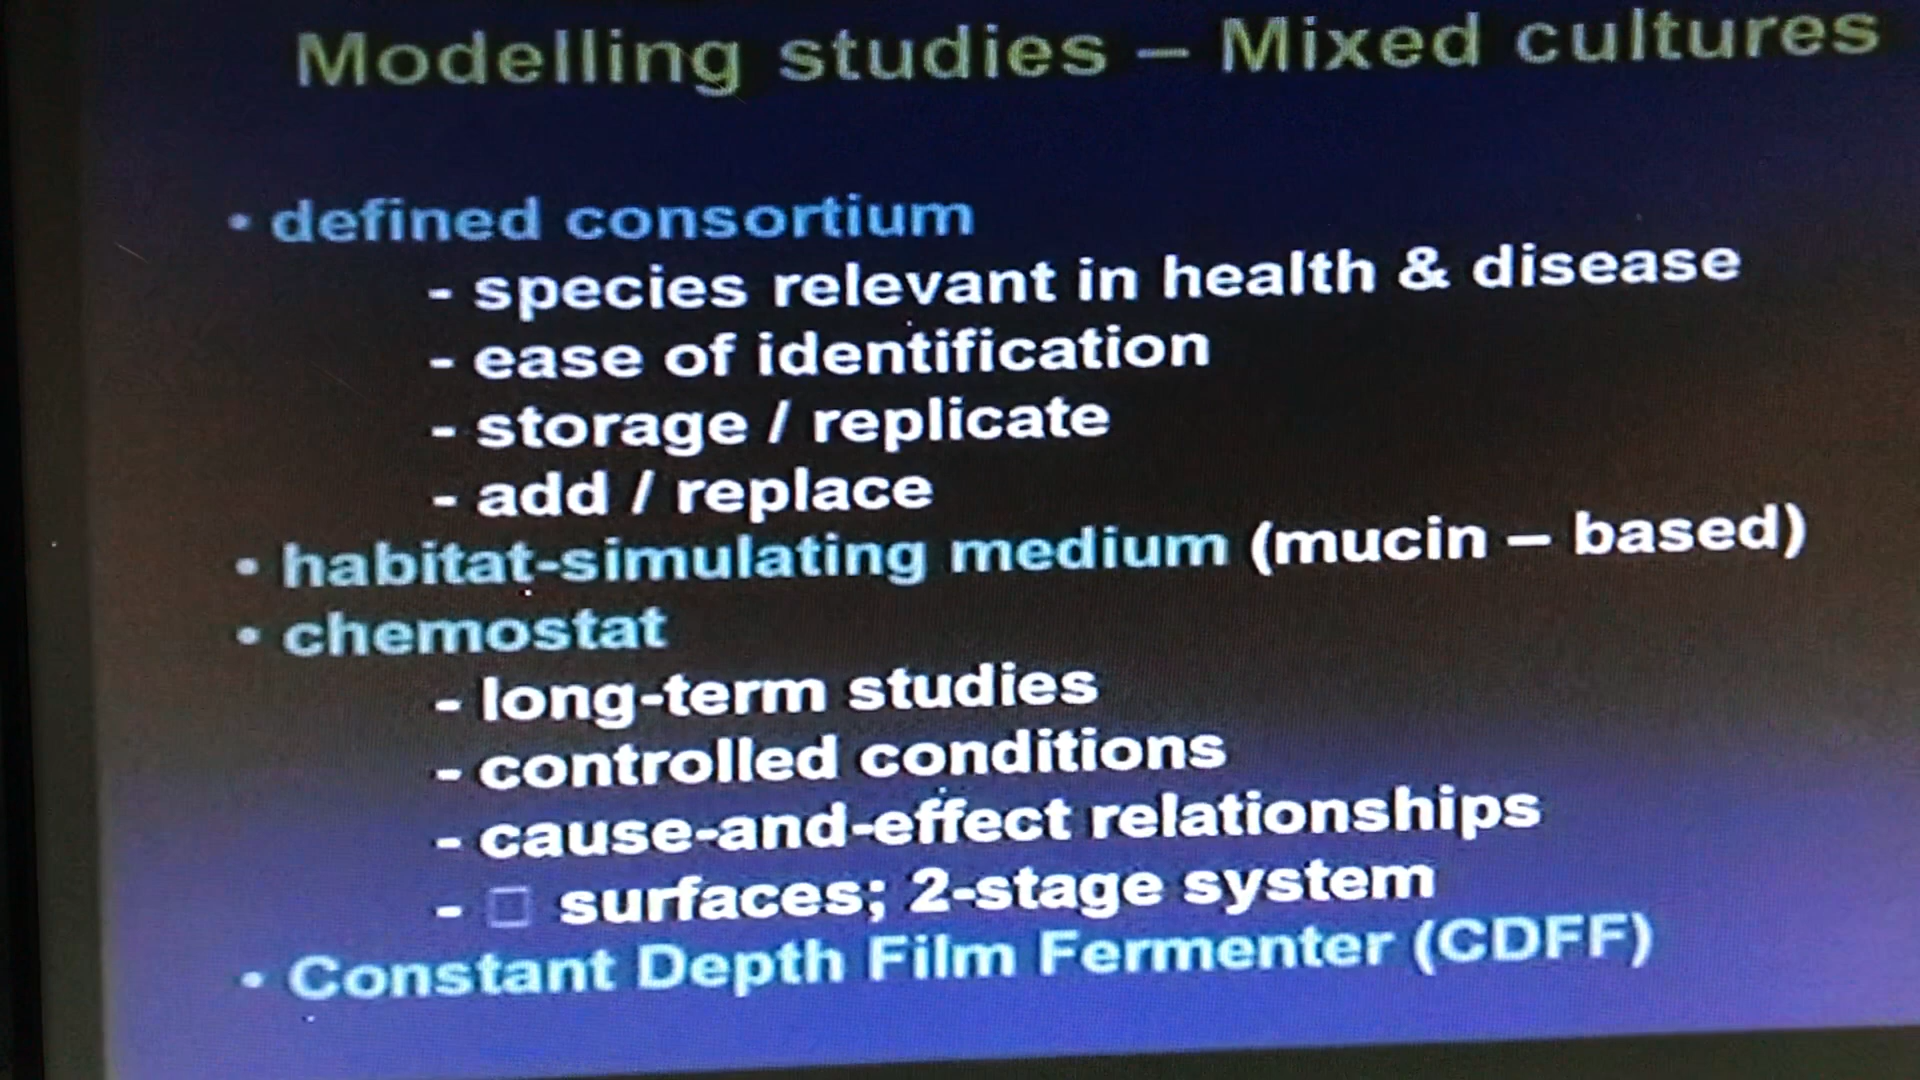 Modelling studies – Mixed cultures
• defined consortium
- species relevant in health & disease
- ease of identification
- storage / replicate
- add / replace
• habitat-simulating medium (mucin – based)
• chemostat
- long-term studies
- controlled conditions
- cause-and-effect relationships
- □ surfaces; 2-stage system
• Constant Depth Film Fermenter (CDFF)